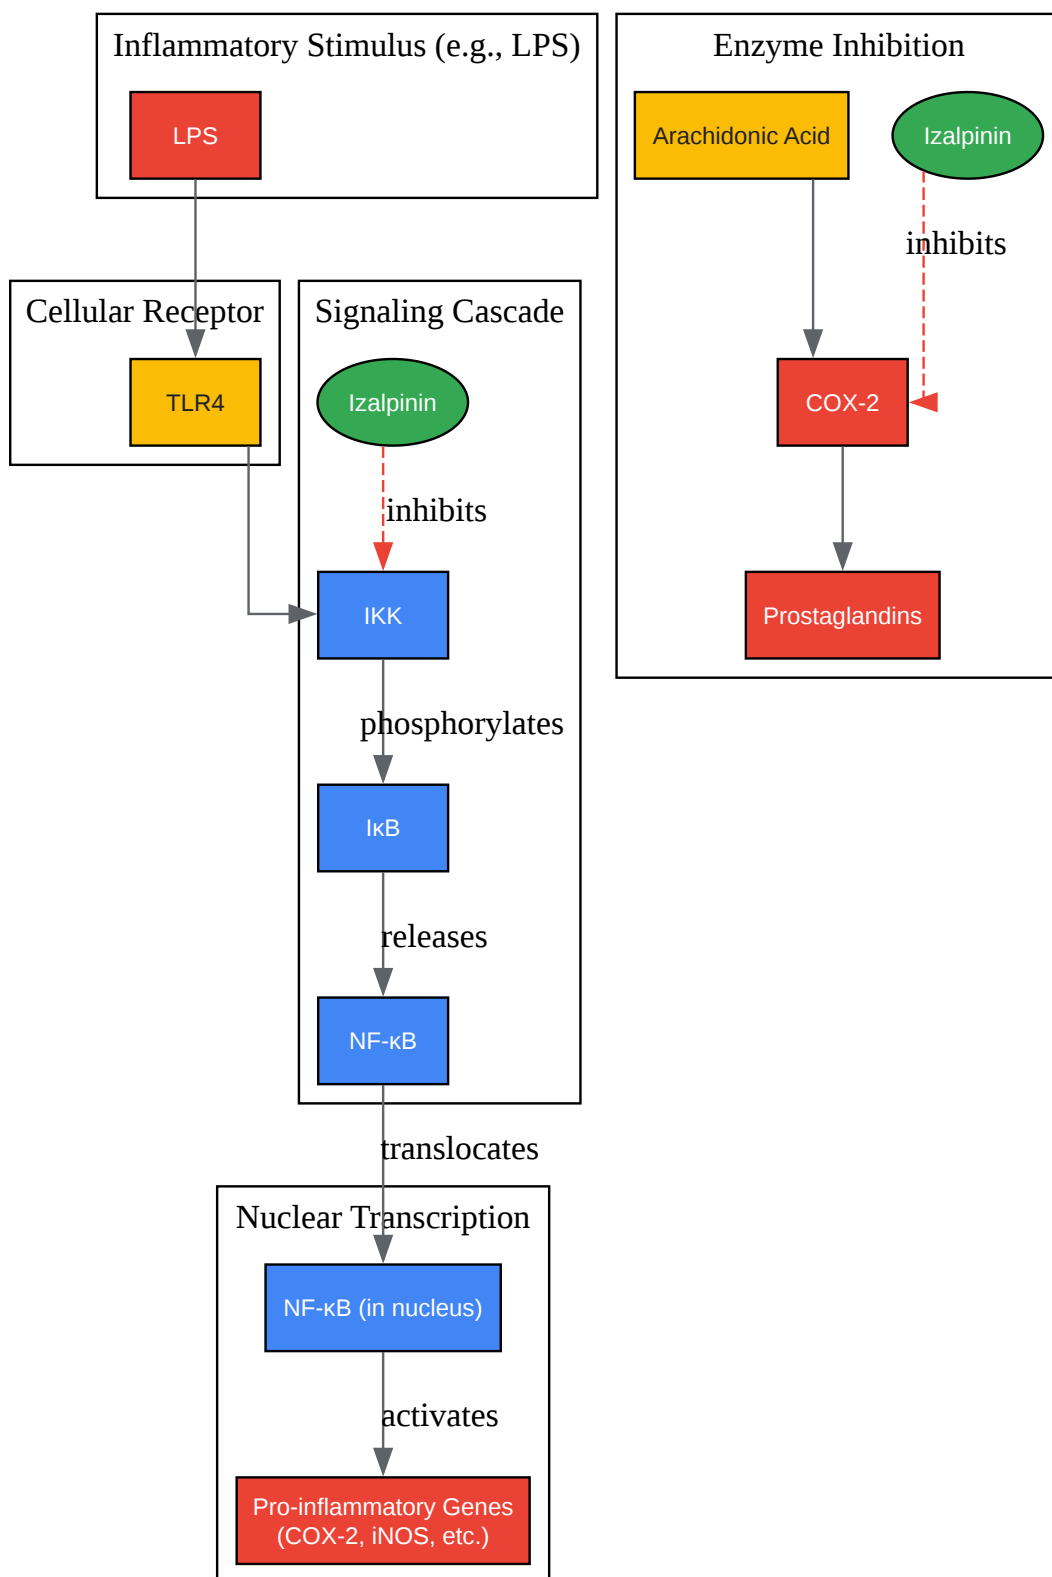 Inflammatory Stimulus (e.g., LPS)
LPS
Cellular Receptor
TLR4
Signaling Cascade
Izalpinin
inhibits
IKK
phosphorylates
IκB
releases
NF-κB
translocates
Nuclear Transcription
NF-κB (in nucleus)
activates
Pro-inflammatory Genes
(COX-2, iNOS, etc.)
Enzyme Inhibition
Arachidonic Acid
Izalpinin
inhibits
COX-2
Prostaglandins